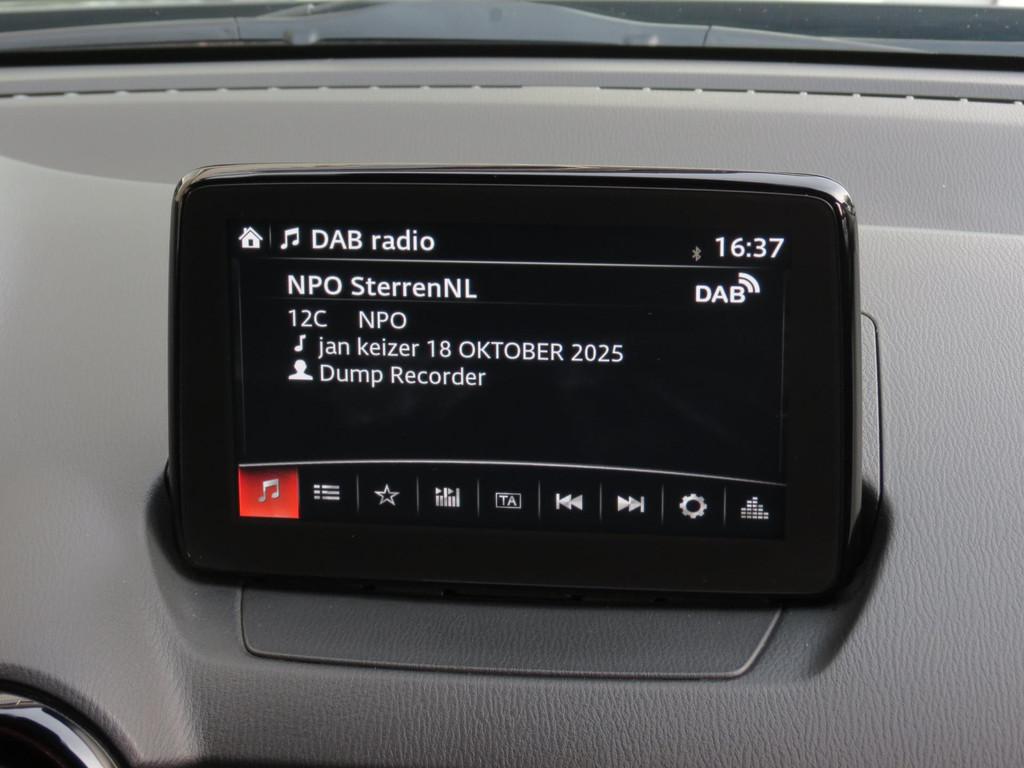 DAB radio
16:37
NPO SterrenNL
DAB
12C NPO
jan keizer 18 OKTOBER 2025
Dump Recorder
TA